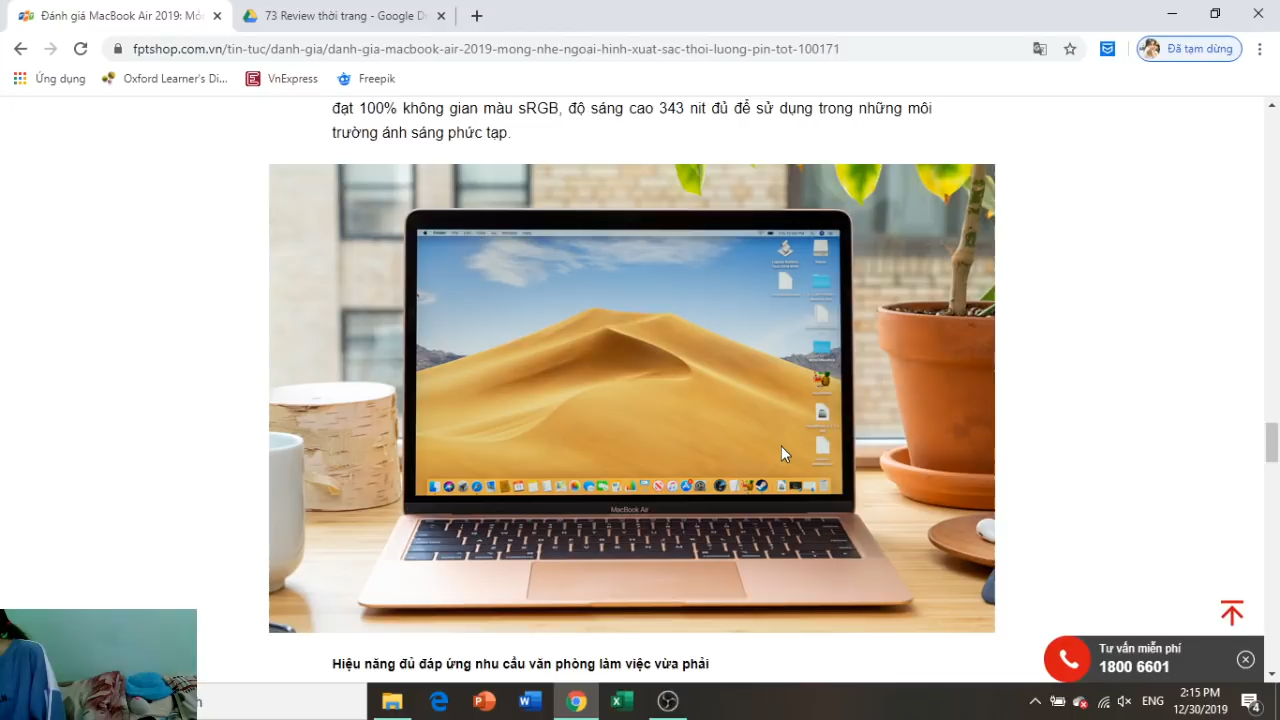 Đánh giá MacBook Air 2019: Mỏn
73 Review thời trang - Google D
fptshop.com.vn/tin-tuc/danh-gia/danh-gia-macbook-air-2019-mong-nhe-ngoai-hinh-xuat-sac-thoi-luong-pin-tot-100171
Đã tạm dừng
Ứng dụng
Oxford Learner's Di...
VnExpress
Freepik
đạt 100% không gian màu sRGB, độ sáng cao 343 nit đủ để sử dụng trong những môi
trường ánh sáng phức tạp.
MacBook Air
Hiệu năng đủ đáp ứng nhu cầu văn phòng làm việc vừa phải
Tư vấn miễn phí
1800 6601
ENG
2:15 PM
12/30/2019
4